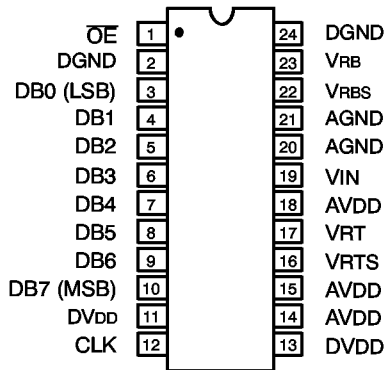 OE 1 24 DGND
DGND 2 23 VRB
DB0 (LSB) 3 22 VRBS
DB1 4 21 AGND
DB2 5 20 AGND
DB3 6 19 VIN
DB4 7 18 AVDD
DB5 8 17 VRT
DB6 9 16 VRTS
DB7 (MSB) 10 15 AVDD
DVDD 11 14 AVDD
CLK 12 13 DVDD